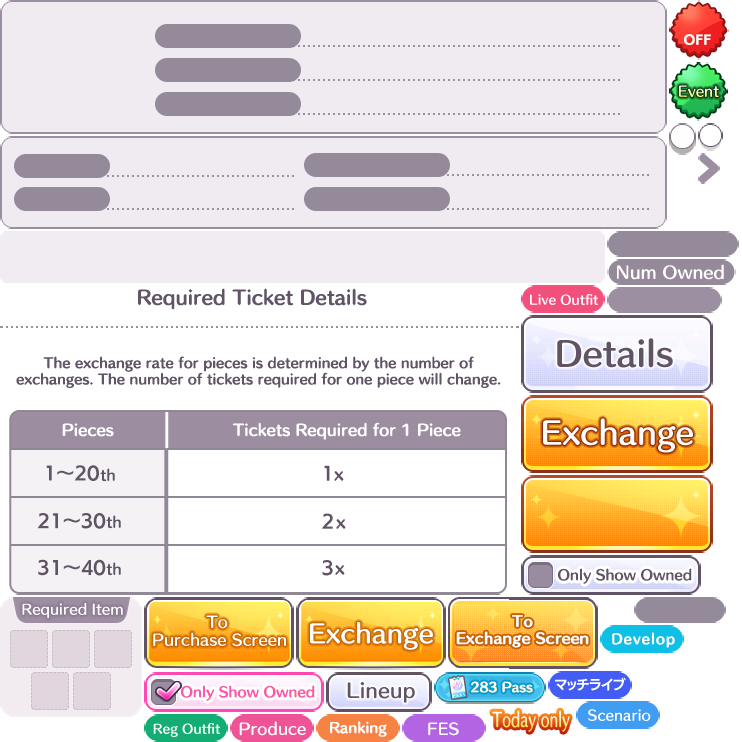 OFF
Event
Num Owned
Required Ticket Details
Live Outfit
Details
The exchange rate for pieces is determined by the number of
exchanges. The number of tickets required for one piece will change.
Exchange
Pieces
Tickets Required for 1 Piece
1～20th
1x
21～30th
2x
31～40th
3x
Only Show Owned
Required Item
To
Purchase Screen
Exchange
To
Exchange Screen
Develop
Only Show Owned
Lineup
283 Pass
マッチライブ
Reg Outfit
Produce
Ranking
FES
Today only
Scenario